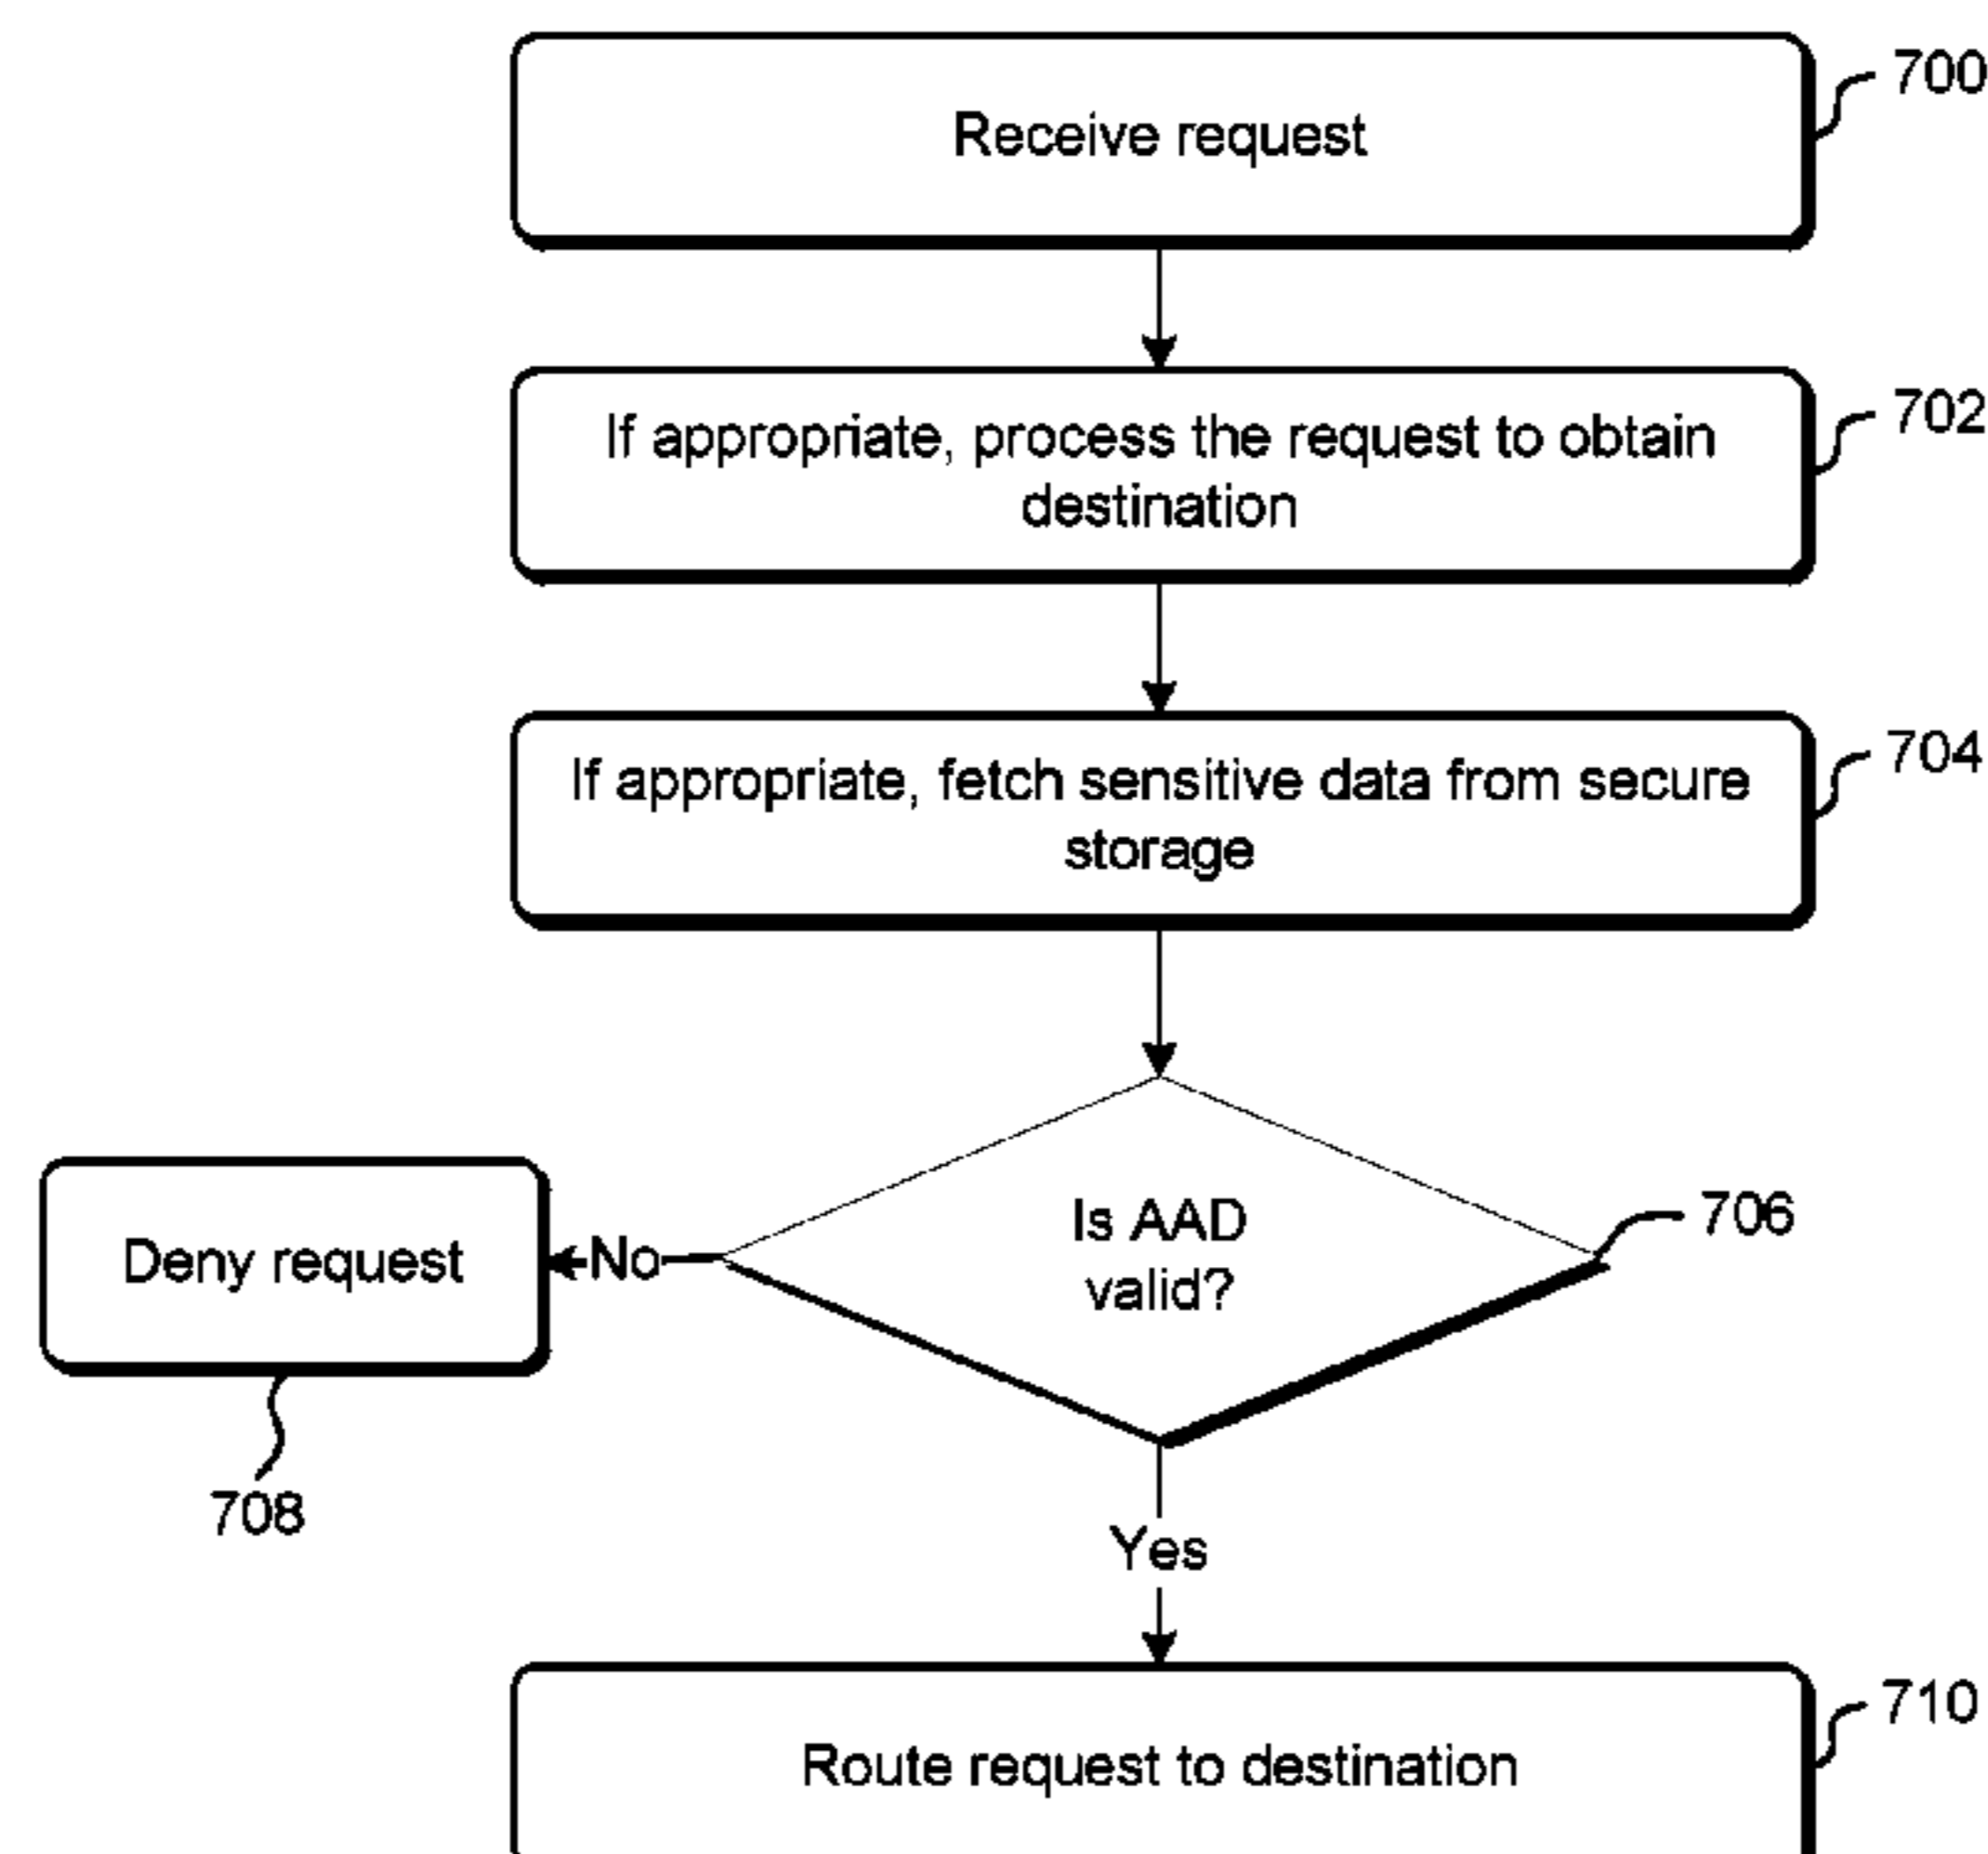 Receive request
700
If appropriate, process the request to obtain
destination
702
If appropriate, fetch sensitive data from secure
storage
704
Is AAD
valid?
706
No
Deny request
708
Yes
Route request to destination
710